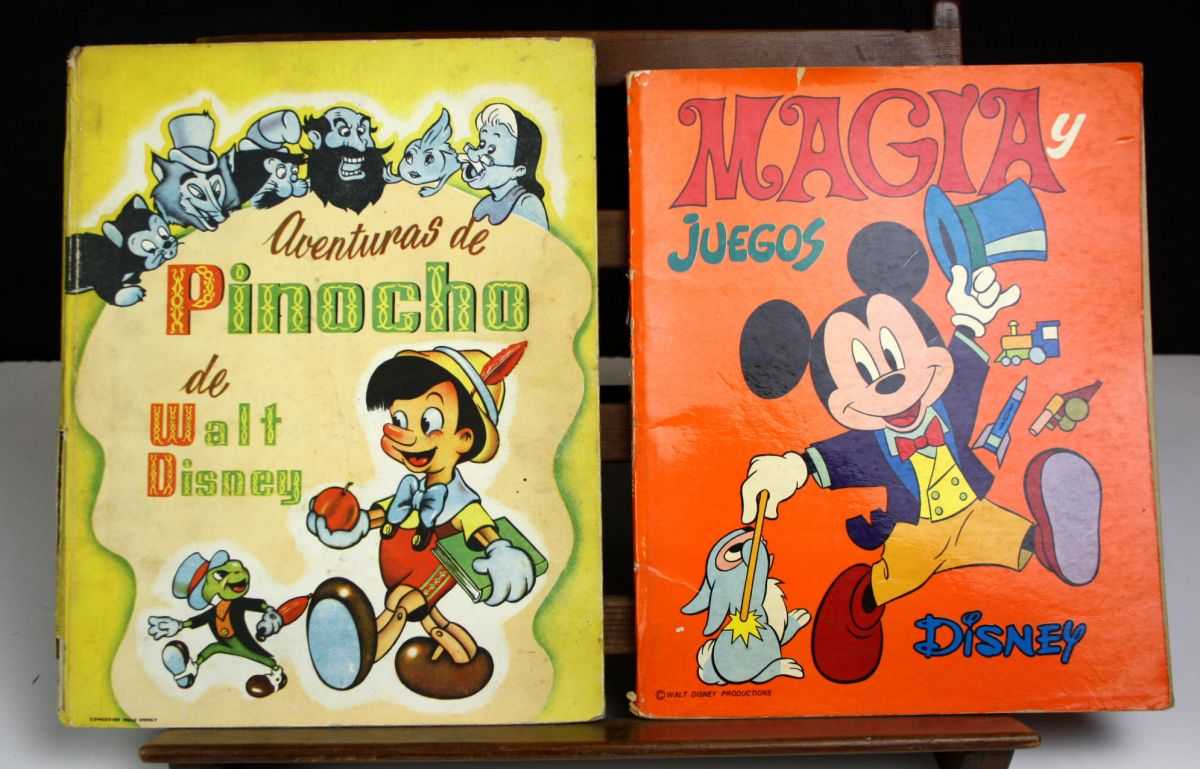 Aventuras de
Pinocho
de
Walt
Disney
MAGIA y
JUEGOS
DISNEY
©WALT DISNEY PRODUCTIONS